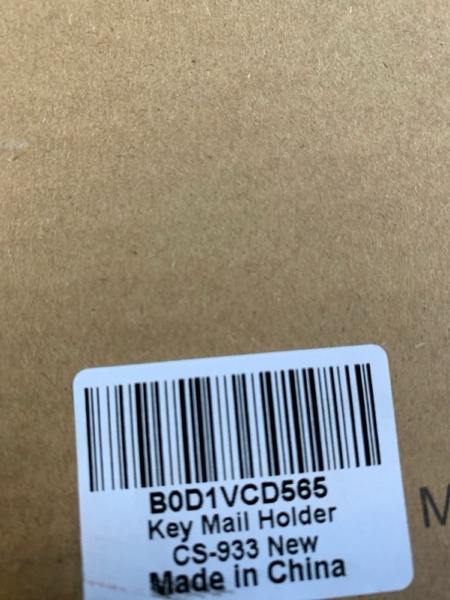 B0D1VCD565
Key Mail Holder
CS-933 New
Made in China
M